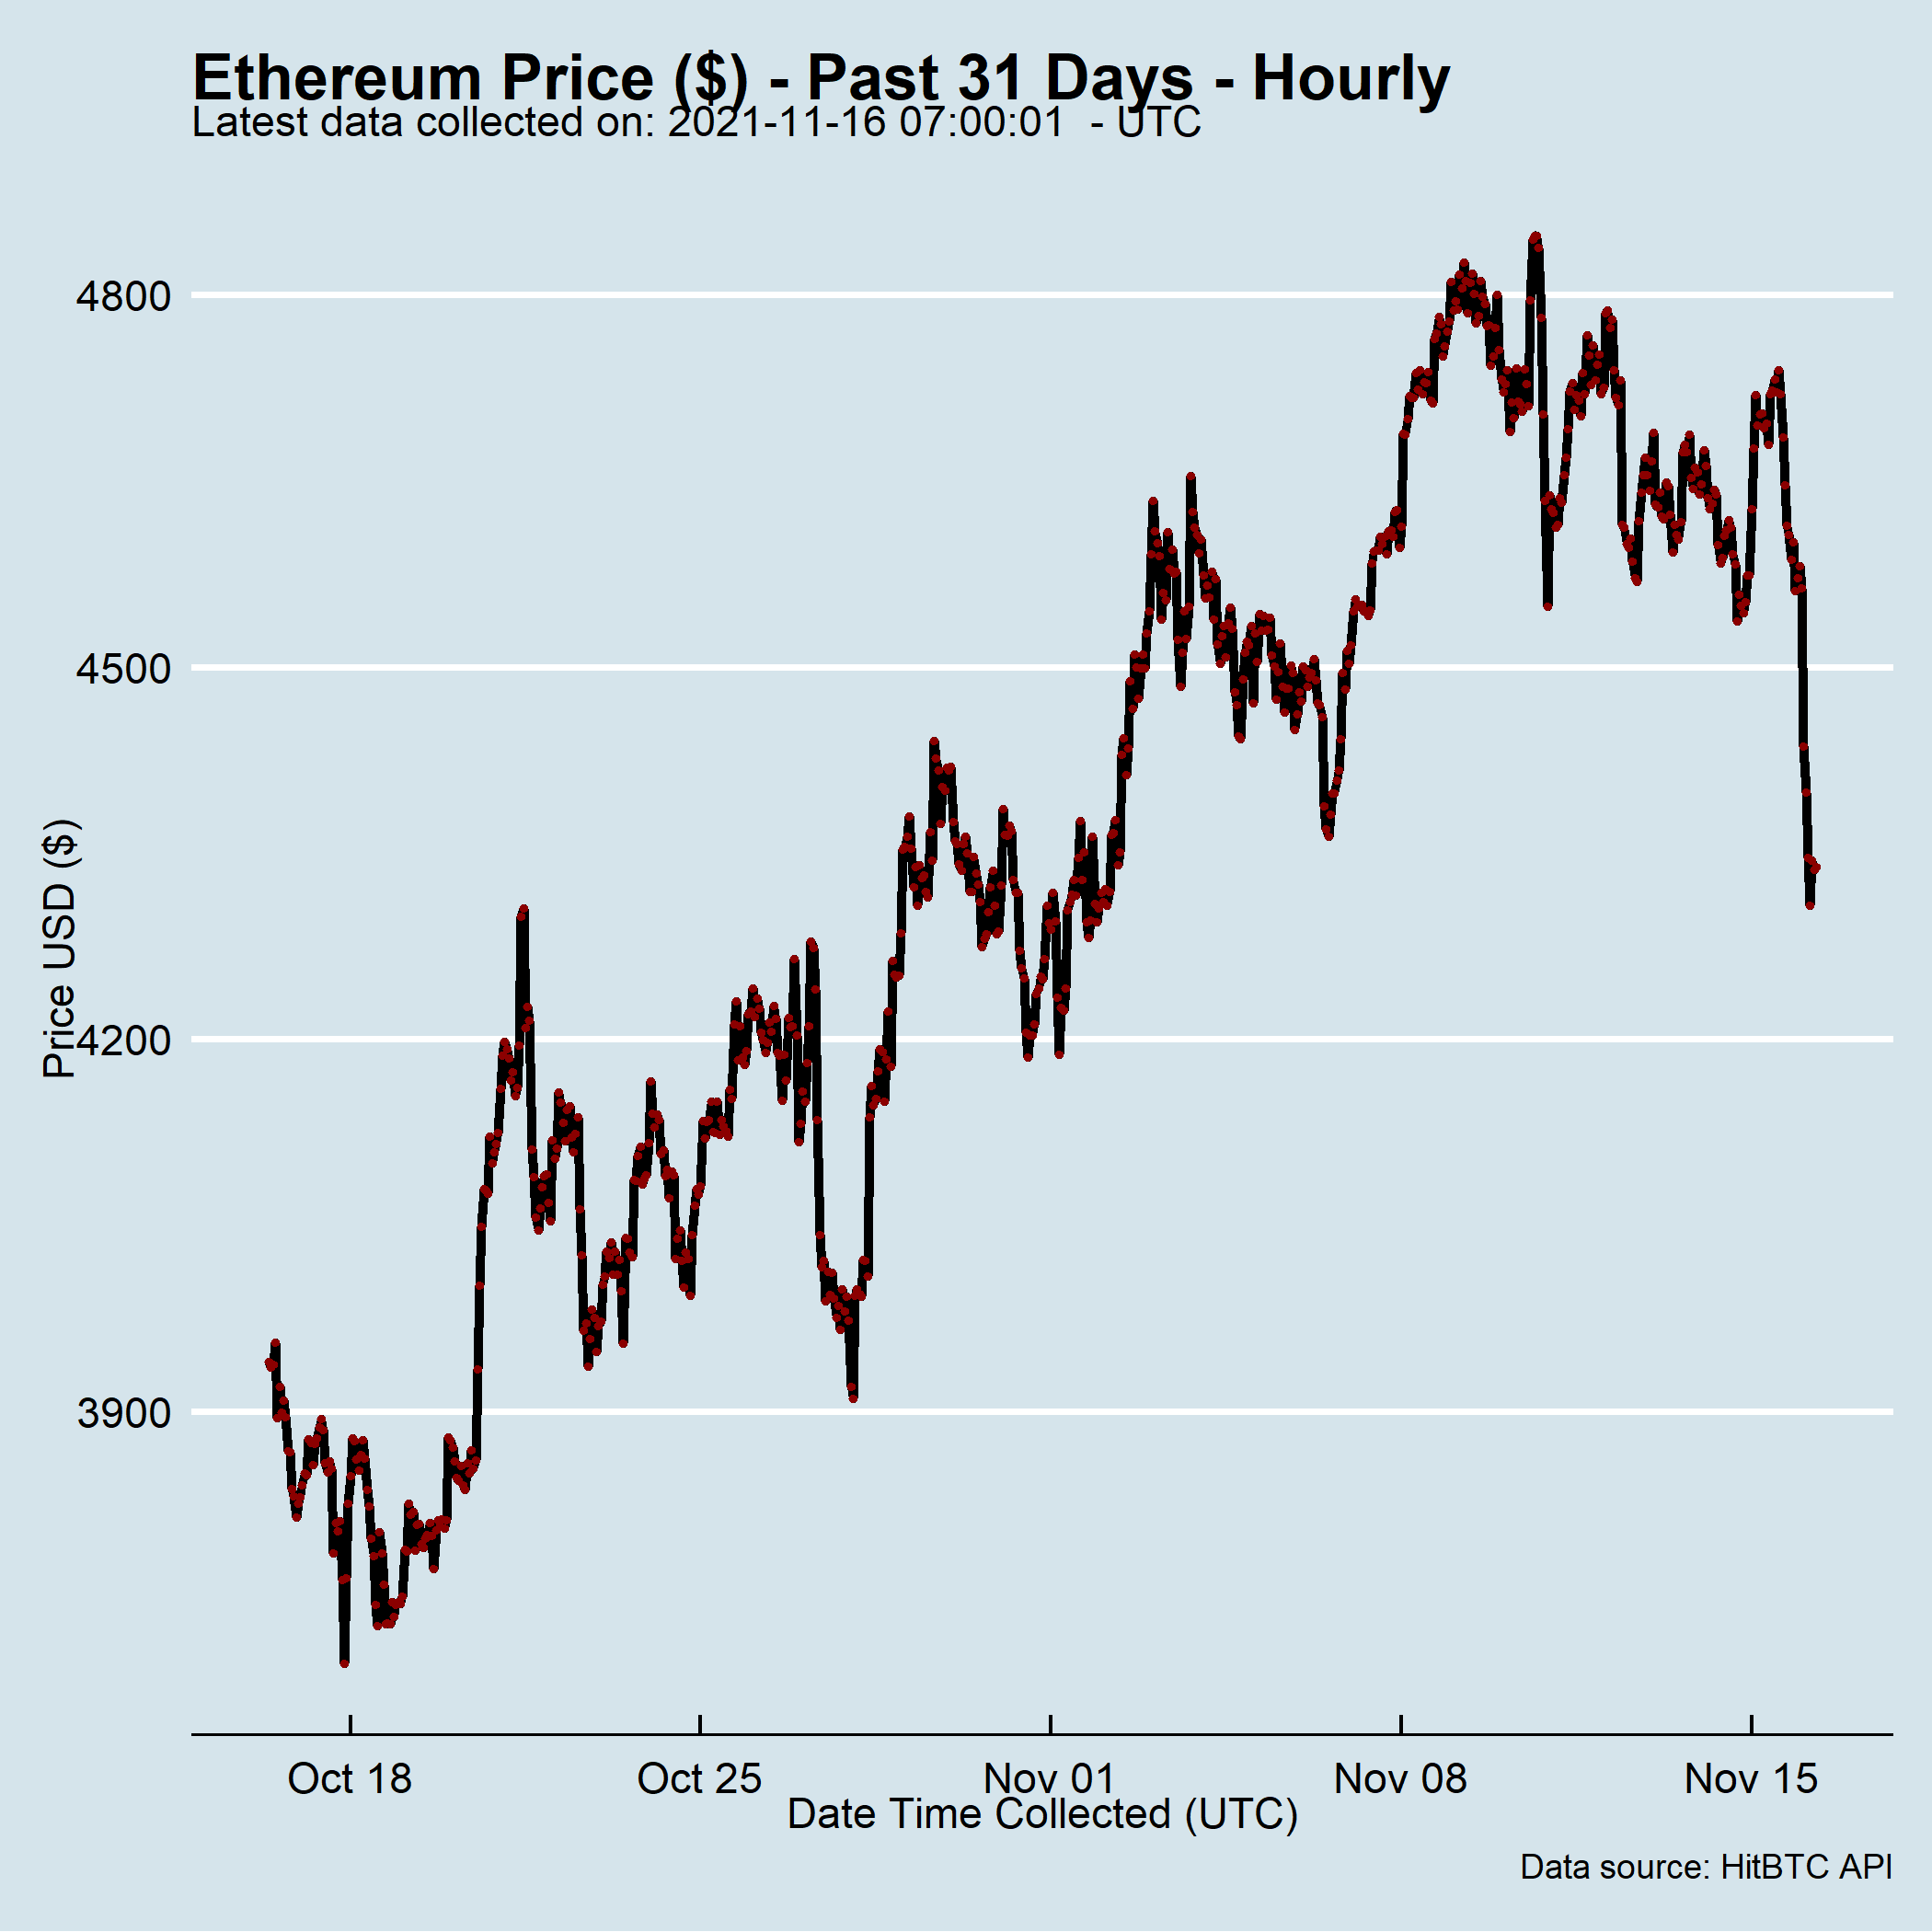 Ethereum Price ($) - Past 31 Days - Hourly
Latest data collected on: 2021-11-16 07:00:01  - UTC
4800
4500
4200
3900
Price USD ($)
Oct 18
Oct 25
Nov 01
Nov 08
Nov 15
Date Time Collected (UTC)
Data source: HitBTC API